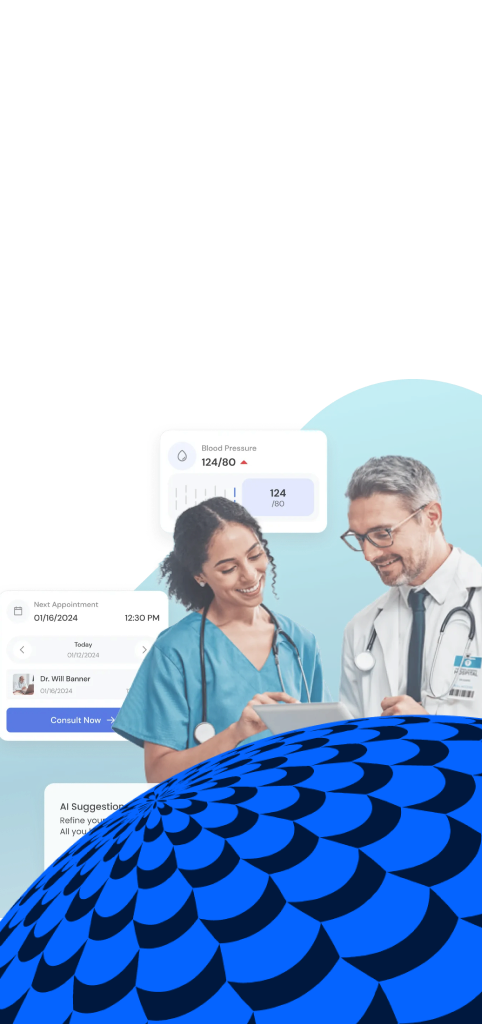 Blood Pressure
124/80
124
/80
Next Appointment
01/16/2024 12:30 PM
Today
01/12/2024
Dr. Will Banner
01/16/2024
Consult Now
AI Suggestion
Refine your
All you
HOSPITAL